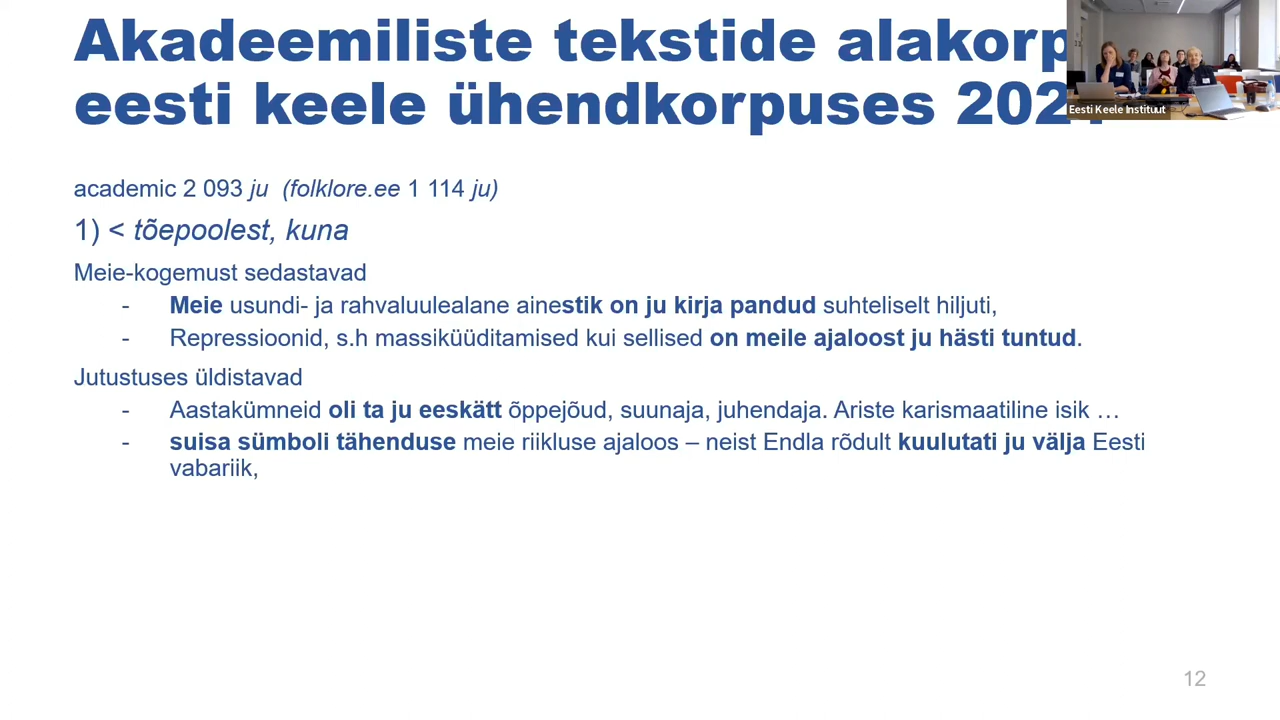 Akadeemiliste tekstide alakorp
eesti keele ühendkorpuses
Eesti Keele Instituut
academic 2 093 ju (folklore.ee 1 114 ju)
1) < tõepoolest, kuna
Meie-kogemust sedastavad
- Meie usundi- ja rahvaluulealane ainestik on ju kirja pandud suhteliselt hiljuti,
- Repressioonid, s.h massiküüditamised kui sellised on meile ajaloost ju hästi tuntud.
Jutustuses üldistavad
- Aastakümneid oli ta ju eeskätt õppejõud, suunaja, juhendaja. Ariste karismaatiline isik …
- suisa sümboli tähenduse meie riikluse ajaloos – neist Endla rõdult kuulutati ju välja Eesti
vabariik,
12